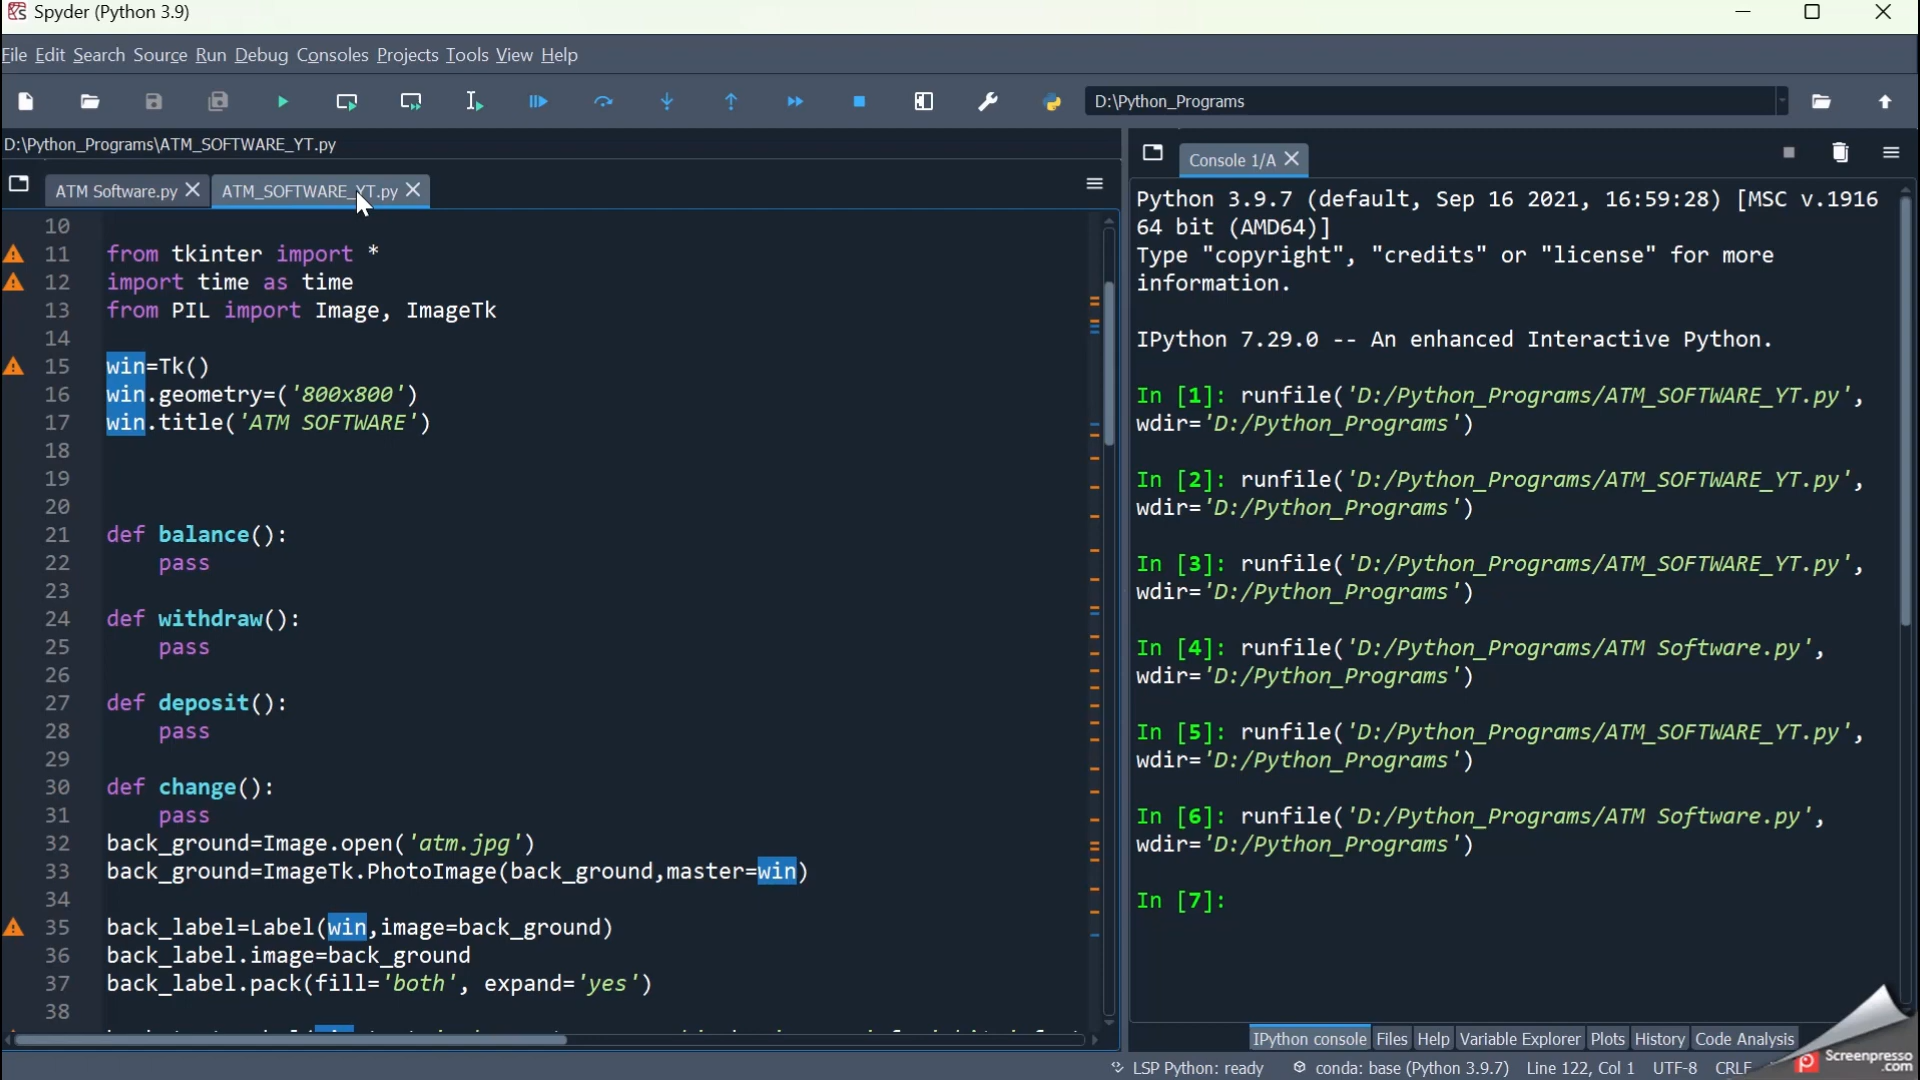 Spyder (Python 3.9)
File Edit Search Source Run Debug Consoles Projects Tools View Help
D:\Python_Programs
D:\Python_Programs\ATM_SOFTWARE_YT.py
ATM Software.py
ATM_SOFTWARE_YT.py
10
11 from tkinter import *
12 import time as time
13 from PIL import Image, ImageTk
14
15 win=Tk()
16 win.geometry=('800x800')
17 win.title('ATM SOFTWARE')
18
19
20
21 def balance():
22 pass
23
24 def withdraw():
25 pass
26
27 def deposit():
28 pass
29
30 def change():
31 pass
32 back_ground=Image.open('atm.jpg')
33 back_ground=ImageTk.PhotoImage(back_ground,master=win)
34
35 back_label=Label(win,image=back_ground)
36 back_label.image=back_ground
37 back_label.pack(fill='both', expand='yes')
38
Console 1/A
Python 3.9.7 (default, Sep 16 2021, 16:59:28) [MSC v.1916
64 bit (AMD64)]
Type "copyright", "credits" or "license" for more
information.
IPython 7.29.0 -- An enhanced Interactive Python.
In [1]: runfile('D:/Python_Programs/ATM_SOFTWARE_YT.py',
wdir='D:/Python_Programs')
In [2]: runfile('D:/Python_Programs/ATM_SOFTWARE_YT.py',
wdir='D:/Python_Programs')
In [3]: runfile('D:/Python_Programs/ATM_SOFTWARE_YT.py',
wdir='D:/Python_Programs')
In [4]: runfile('D:/Python_Programs/ATM Software.py',
wdir='D:/Python_Programs')
In [5]: runfile('D:/Python_Programs/ATM_SOFTWARE_YT.py',
wdir='D:/Python_Programs')
In [6]: runfile('D:/Python_Programs/ATM Software.py',
wdir='D:/Python_Programs')
In [7]:
IPython console Files Help Variable Explorer Plots History Code Analysis
LSP Python: ready conda: base (Python 3.9.7) Line 122, Col 1 UTF-8 CRLF
Screenpresso
.com